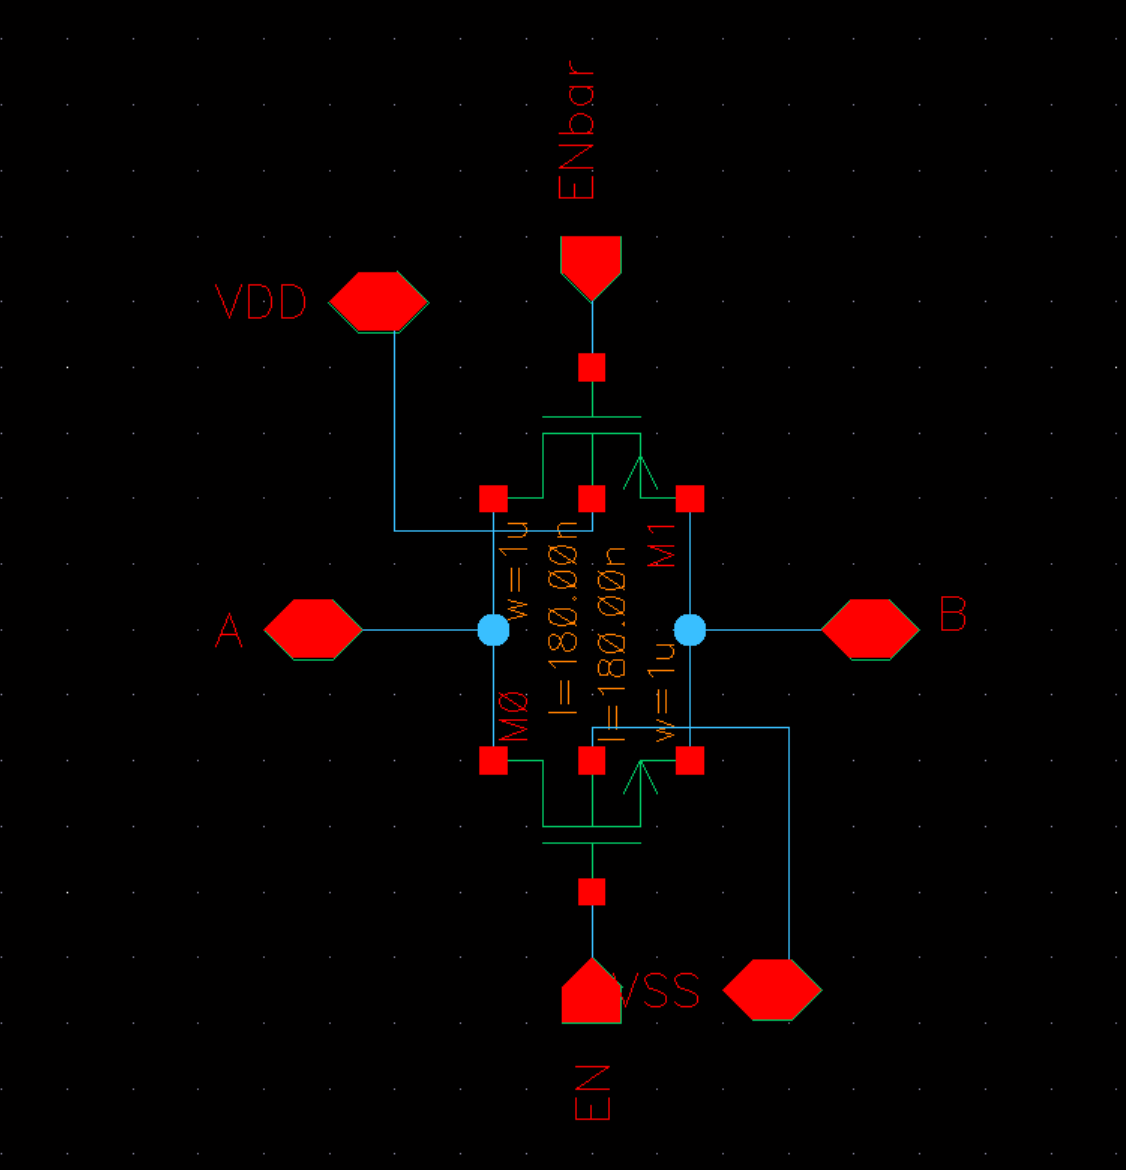 ENbar
VDD
w=1u
l=180.00n
l=180.00n
M1
A
B
M0
w=1u
VSS
EN